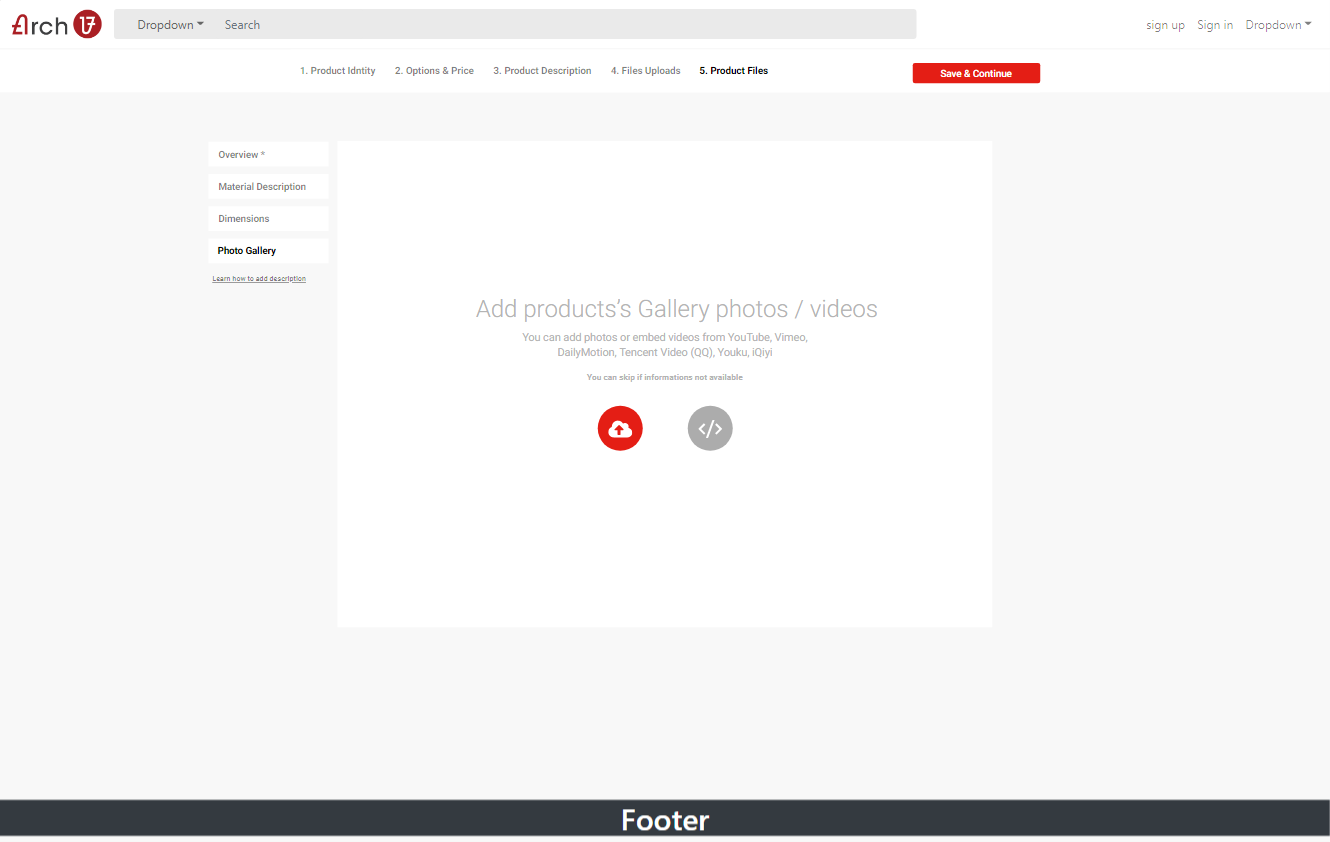 Arch 17
Dropdown Search
sign up Sign in Dropdown
1. Product Idntity 2. Options & Price 3. Product Description 4. Files Uploads 5. Product Files
Save & Continue
Overview *
Material Description
Dimensions
Photo Gallery
Learn how to add description
Add products's Gallery photos / videos
You can add photos or embed videos from YouTube, Vimeo,
DailyMotion, Tencent Video (QQ), Youku, iQiyi
You can skip if informations not available
</>
Footer